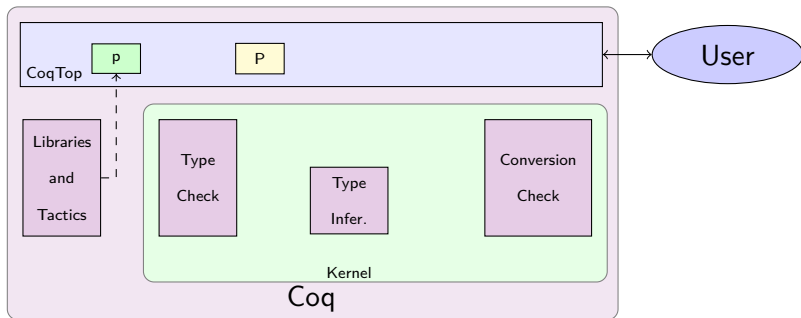 p
P
User
CoqTop
Libraries
and
Tactics
Type
Check
Type
Infer.
Conversion
Check
Kernel
Coq